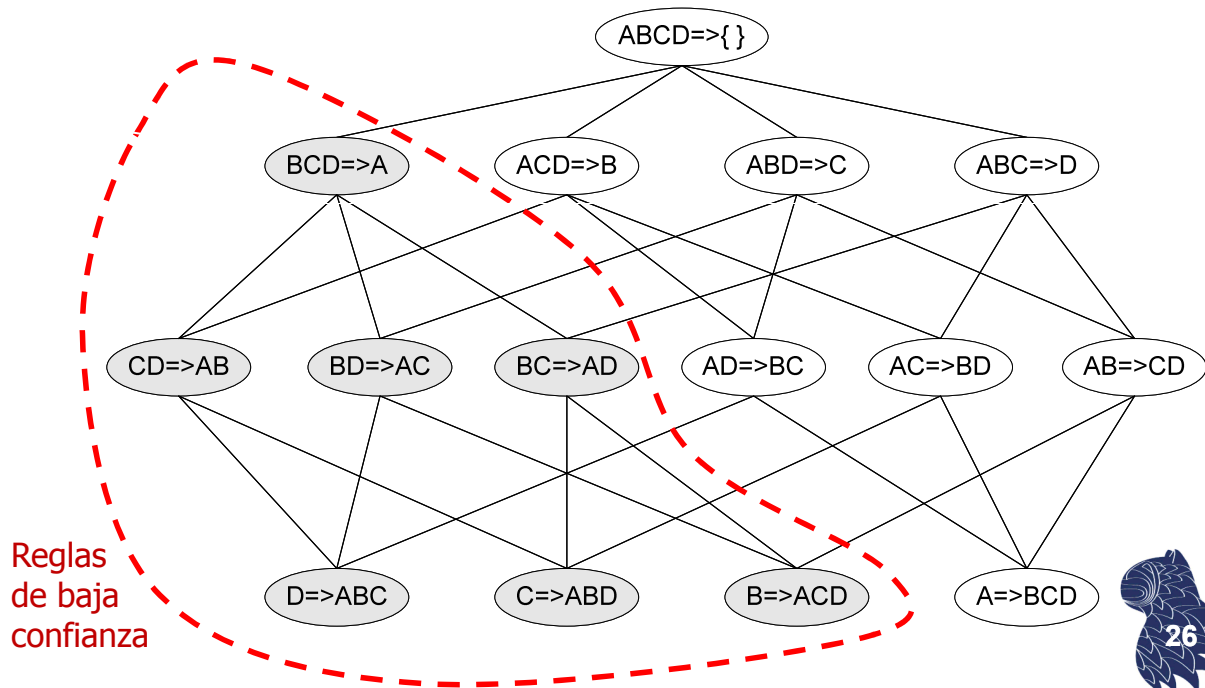 ABCD=>{ }
BCD=>A
ACD=>B
ABD=>C
ABC=>D
CD=>AB
BD=>AC
BC=>AD
AD=>BC
AC=>BD
AB=>CD
Reglas
de baja
confianza
D=>ABC
C=>ABD
B=>ACD
A=>BCD
26